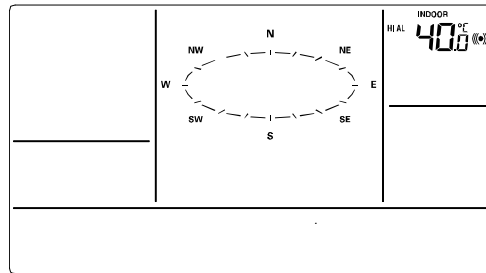 INDOOR
HI AL 40.0 °C
N
NW NE
W E
SW SE
S